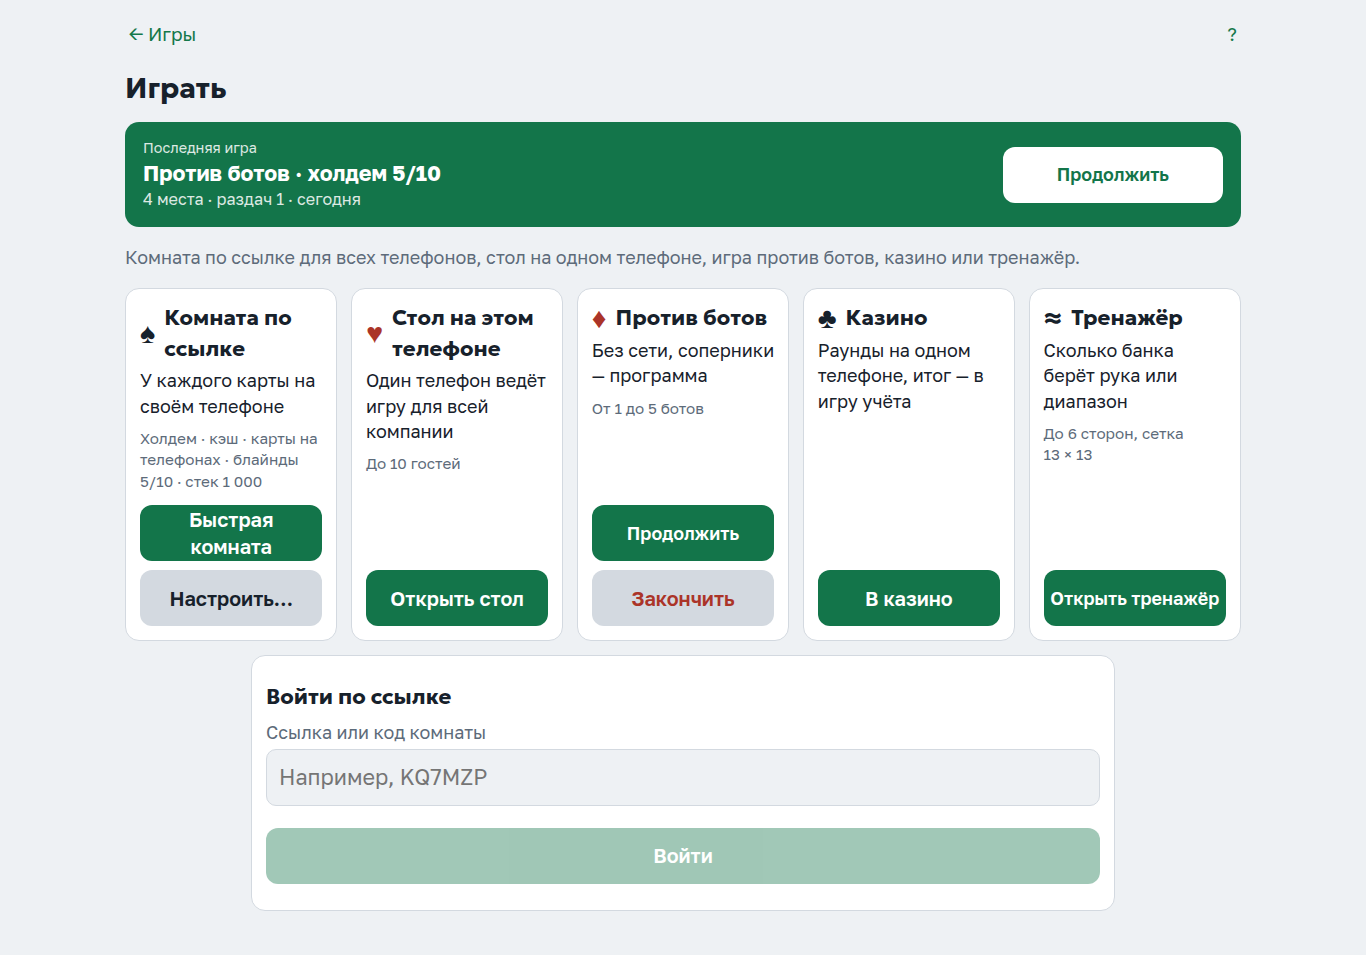 ← Игры
?
Играть
Последняя игра
Против ботов · холдем 5/10
4 места · раздач 1 · сегодня
Продолжить
Комната по ссылке для всех телефонов, стол на одном телефоне, игра против ботов, казино или тренажёр.
♠ Комната по
ссылке
У каждого карты на
своём телефоне
Холдем · кэш · карты на
телефонах · блайнды
5/10 · стек 1 000
Быстрая
комната
Настроить…
♥ Стол на этом
телефоне
Один телефон ведёт
игру для всей
компании
До 10 гостей
Открыть стол
♦ Против ботов
Без сети, соперники
— программа
От 1 до 5 ботов
Продолжить
Закончить
♣ Казино
Раунды на одном
телефоне, итог — в
игру учёта
В казино
≈ Тренажёр
Сколько банка
берёт рука или
диапазон
До 6 сторон, сетка
13 × 13
Открыть тренажёр
Войти по ссылке
Ссылка или код комнаты
Например, KQ7MZP
Войти